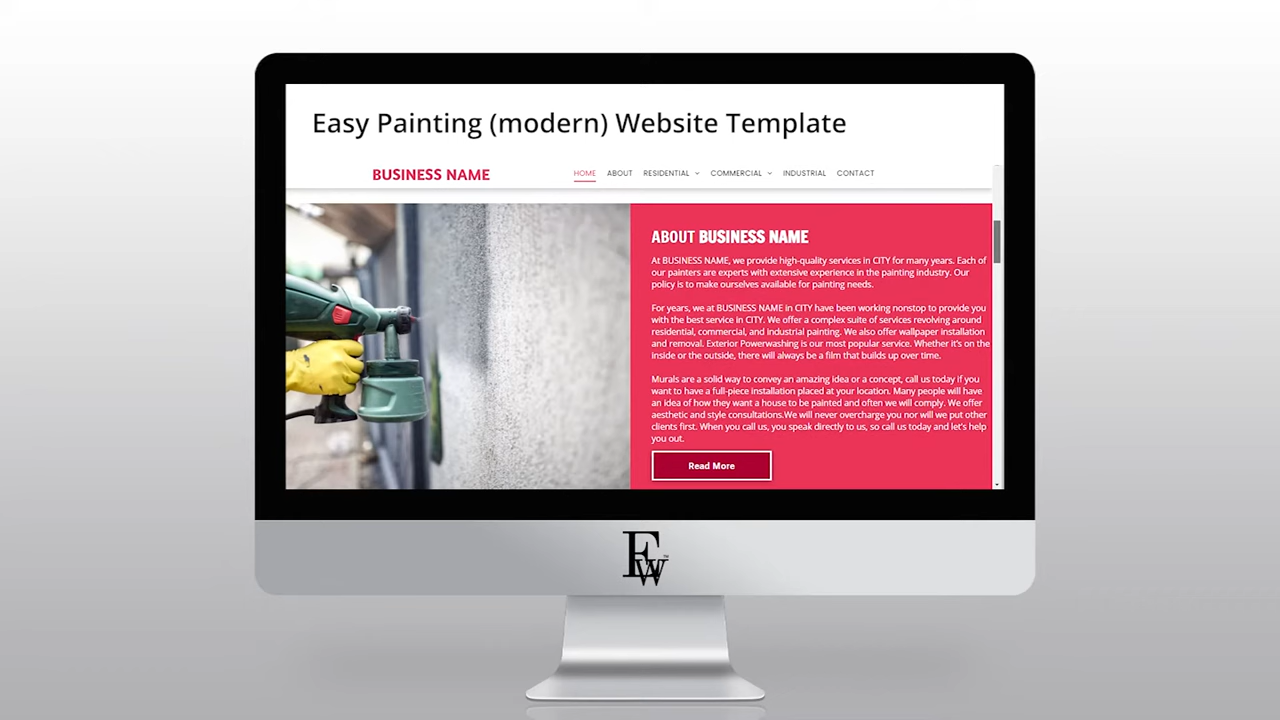 Easy Painting (modern) Website Template
BUSINESS NAME
HOME ABOUT RESIDENTIAL COMMERCIAL INDUSTRIAL CONTACT
ABOUT BUSINESS NAME
At BUSINESS NAME, we provide high-quality services in CITY for many years. Each of
our painters are experts with extensive experience in the painting industry. Our
policy is to make ourselves available for painting needs.
For years, we at BUSINESS NAME in CITY have been working nonstop to provide you
with the best service in CITY. We offer a complex suite of services revolving around
residential, commercial, and industrial painting. We also offer wallpaper installation
and removal. Exterior Powerwashing is our most popular service. Whether it's on the
inside or the outside, there will always be a film that builds up over time.
Murals are a solid way to convey an amazing idea or a concept, call us today if you
want to have a full-piece installation placed at your location. Many people will have
an idea of how they want a house to be painted and often we will comply. We offer
aesthetic and style consultations.We will never overcharge you nor will we put other
clients first. When you call us, you speak directly to us, so call us today and let's help
you out.
Read More
EW™